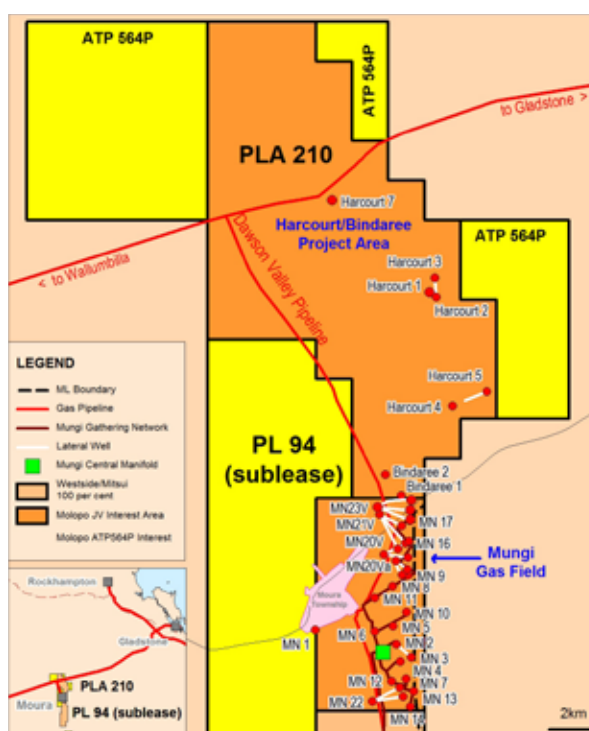 ATP 564P
ATP 564P
to Gladstone >
PLA 210
Harcourt 7
Harcourt/Bindaree
Project Area
ATP 564P
< to Wallumbilla
Dawson Valley Pipeline
Harcourt 3
Harcourt 1
Harcourt 2
LEGEND
ML Boundary
Gas Pipeline
Mungi Gathering Network
Lateral Well
Mungi Central Manifold
Westside/Mitsui
100 per cent
Molopo JV Interest Area
Molopo ATP564P Interest
Harcourt 5
Harcourt 4
PL 94
(sublease)
Bindaree 2
Bindaree 1
MN23V
MN21V
MN 17
MN20V
MN 16
MN20Va
MN 9
Mungi
Gas Field
MN 8
MN 11
Moura
Township
MN 10
MN 1
MN 6
MN 5
MN 2
MN 3
MN 4
MN 12
MN 7
MN 22
MN 13
MN 14
Rockhampton
Gladstone
PLA 210
Moura
PL 94 (sublease)
2km